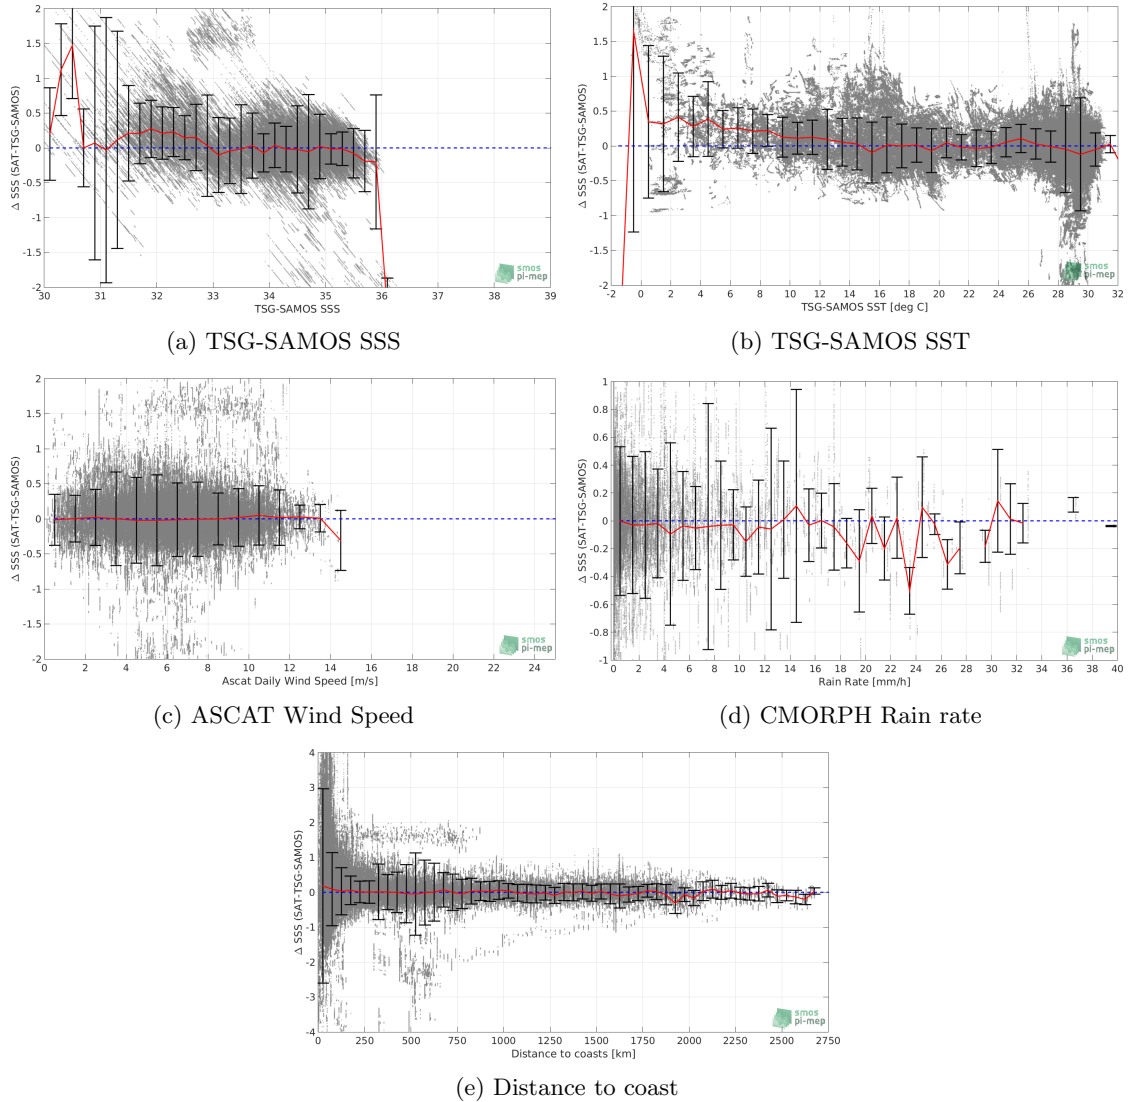 Δ SSS (SAT-TSG-SAMOS)
2
1.5
1
0.5
0
-0.5
-1
-1.5
-2
30 31 32 33 34 35 36 37 38 39
TSG-SAMOS SSS
smos
pi-mep
(a) TSG-SAMOS SSS
Δ SSS (SAT-TSG-SAMOS)
2
1.5
1
0.5
0
-0.5
-1
-1.5
-2
-2 0 2 4 6 8 10 12 14 16 18 20 22 24 26 28 30 32
TSG-SAMOS SST [deg C]
smos
pi-mep
(b) TSG-SAMOS SST
Δ SSS (SAT-TSG-SAMOS)
2
1.5
1
0.5
0
-0.5
-1
-1.5
-2
0 2 4 6 8 10 12 14 16 18 20 22 24
Ascat Daily Wind Speed [m/s]
smos
pi-mep
(c) ASCAT Wind Speed
Δ SSS (SAT-TSG-SAMOS)
1
0.8
0.6
0.4
0.2
0
-0.2
-0.4
-0.6
-0.8
-1
0 2 4 6 8 10 12 14 16 18 20 22 24 26 28 30 32 34 36 38 40
Rain Rate [mm/h]
smos
pi-mep
(d) CMORPH Rain rate
Δ SSS (SAT-TSG-SAMOS)
4
3
2
1
0
-1
-2
-3
-4
0 250 500 750 1000 1250 1500 1750 2000 2250 2500 2750
Distance to coasts [km]
smos
pi-mep
(e) Distance to coast